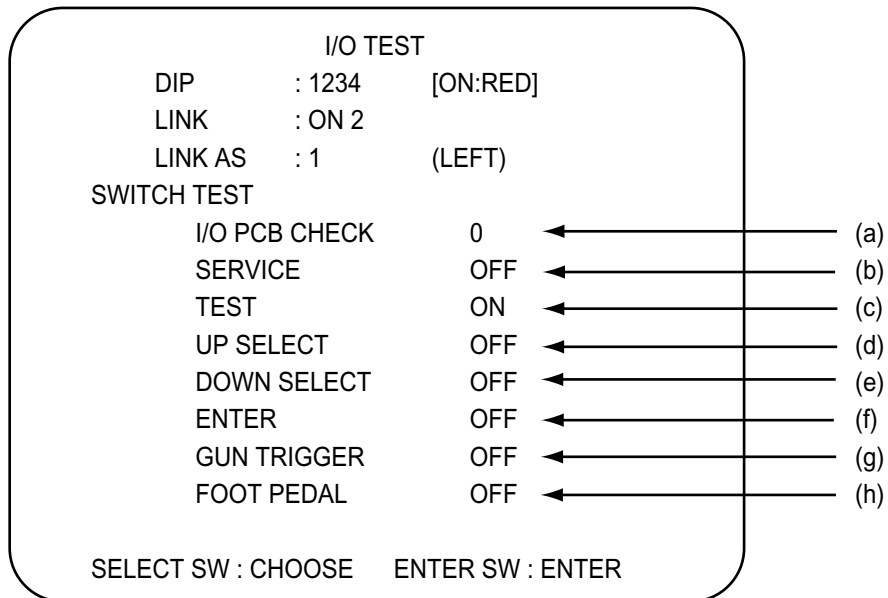 I/O TEST
DIP : 1234 [ON:RED]
LINK : ON 2
LINK AS : 1 (LEFT)
SWITCH TEST
I/O PCB CHECK 0 (a)
SERVICE OFF (b)
TEST ON (c)
UP SELECT OFF (d)
DOWN SELECT OFF (e)
ENTER OFF (f)
GUN TRIGGER OFF (g)
FOOT PEDAL OFF (h)
SELECT SW : CHOOSE ENTER SW : ENTER